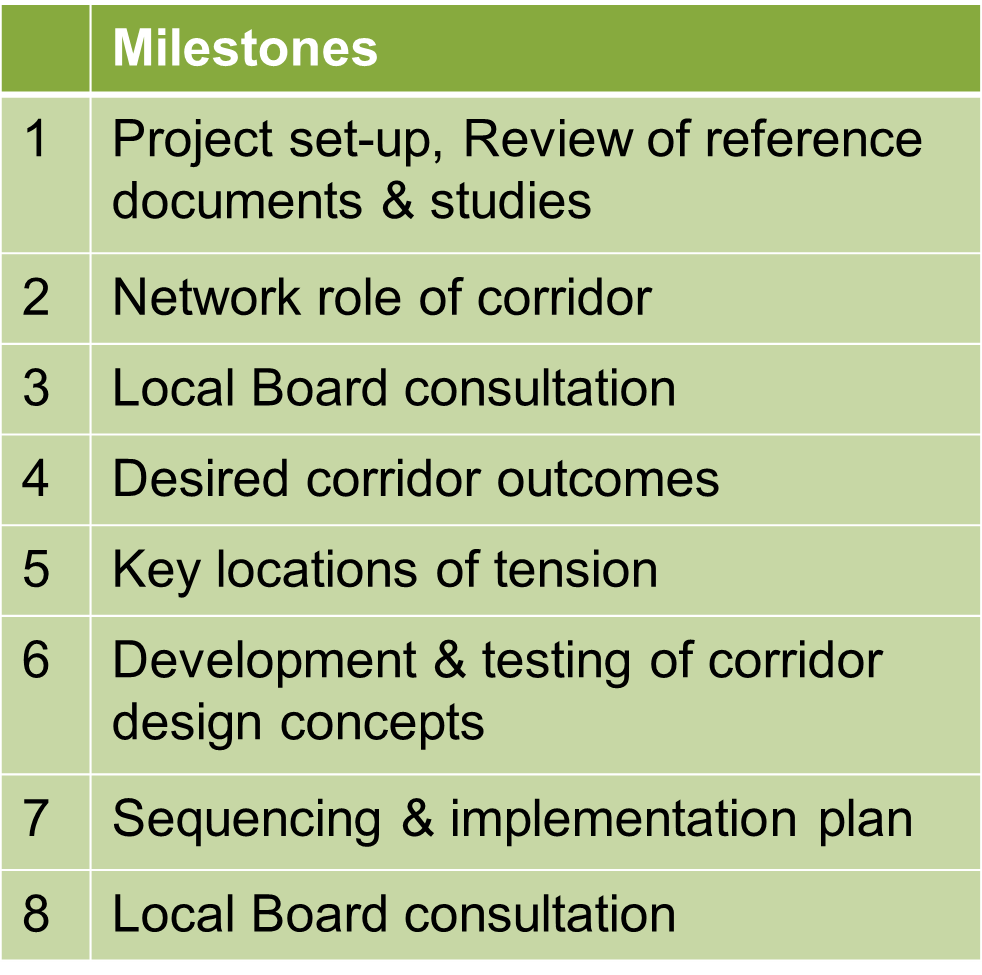 Milestones
1 Project set-up, Review of reference
documents & studies
2 Network role of corridor
3 Local Board consultation
4 Desired corridor outcomes
5 Key locations of tension
6 Development & testing of corridor
design concepts
7 Sequencing & implementation plan
8 Local Board consultation